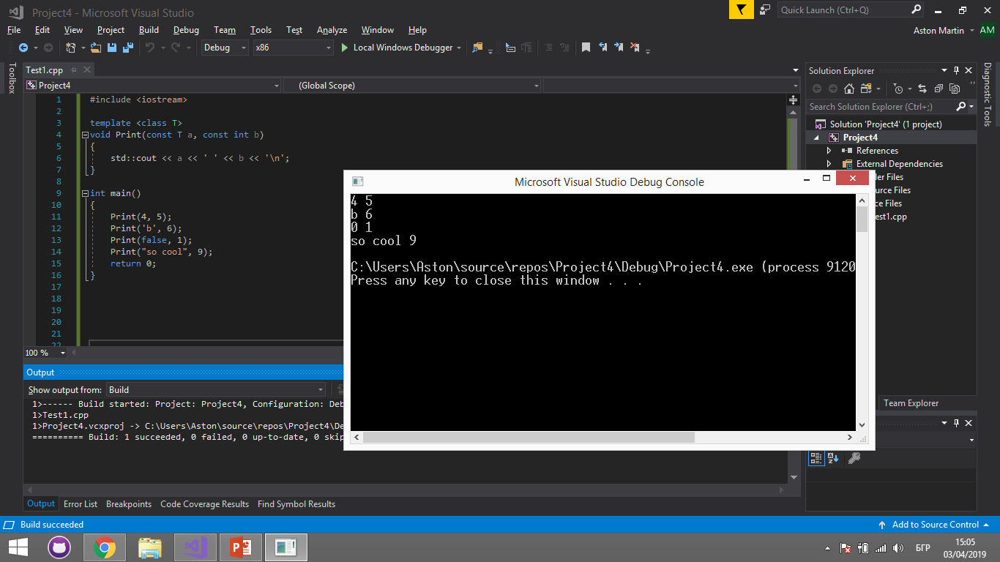 Project4 - Microsoft Visual Studio
Quick Launch (Ctrl+Q)
File Edit View Project Build Debug Team Tools Test Analyze Window Help
Aston Martin AM
Debug x86 Local Windows Debugger
Toolbox
Test1.cpp
Project4 (Global Scope)
1 #include <iostream>
2
3 template <class T>
4 void Print(const T a, const int b)
5 {
6 std::cout << a << ' ' << b << '\n';
7 }
8
9 int main()
10 {
11 Print(4, 5);
12 Print('b', 6);
13 Print(false, 1);
14 Print("so cool", 9);
15 return 0;
16 }
17
18
19
20
21
22
100 %
Output
Show output from: Build
1>------ Build started: Project: Project4, Configuration: Deb
1>Test1.cpp
1>Project4.vcxproj -> C:\Users\Aston\source\repos\Project4\De
========== Build: 1 succeeded, 0 failed, 0 up-to-date, 0 skip
Output Error List Breakpoints Code Coverage Results Find Symbol Results
Microsoft Visual Studio Debug Console
4 5
b 6
0 1
so cool 9
C:\Users\Aston\source\repos\Project4\Debug\Project4.exe (process 9120
Press any key to close this window . . .
Solution Explorer
Search Solution Explorer (Ctrl+;)
Solution 'Project4' (1 project)
Project4
References
External Dependencies
der Files
urce Files
ce Files
est1.cpp
Team Explorer
Diagnostic Tools
Build succeeded
Add to Source Control
БГР
15:05
03/04/2019